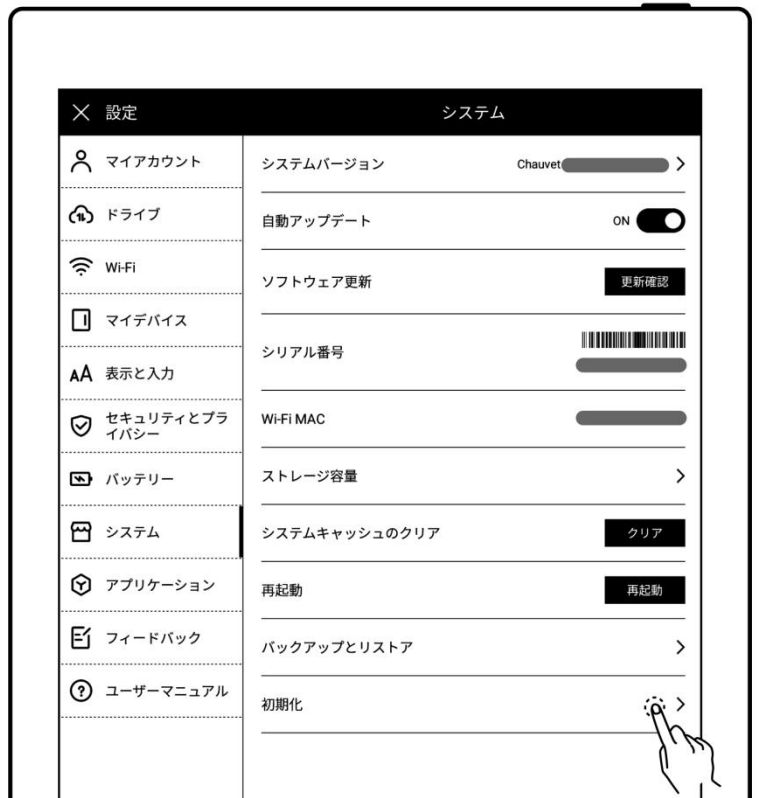 設定
システム
マイアカウント
ドライブ
Wi-Fi
マイデバイス
表示と入力
セキュリティとプラ
イバシー
バッテリー
システム
アプリケーション
フィードバック
ユーザーマニュアル
システムバージョン Chauvet
自動アップデート ON
ソフトウェア更新 更新確認
シリアル番号
Wi-Fi MAC
ストレージ容量
システムキャッシュのクリア クリア
再起動 再起動
バックアップとリストア
初期化